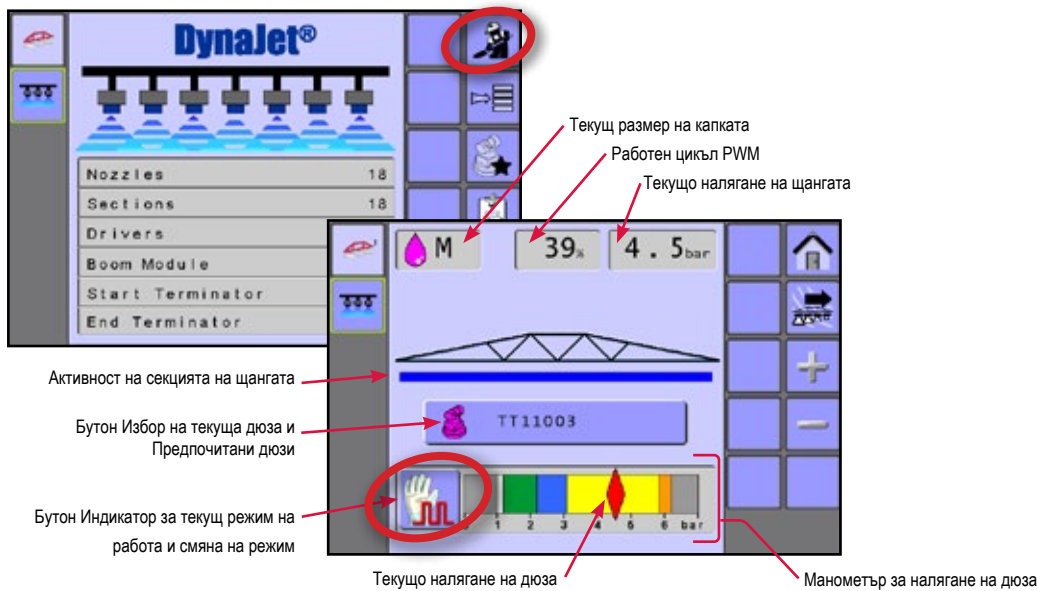 DynaJet®
Nozzles 18
Sections 18
Drivers
Boom Module
Start Terminator
End Terminator
Текущ размер на капката
Работен цикъл PWM
Текущо налягане на щангата
M
39%
4.5bar
Активност на секцията на щангата
Бутон Избор на текуща дюза и
Предпочитани дюзи
TT11003
Бутон Индикатор за текущ режим на
работа и смяна на режим
1 2 3 4 5 6 bar
Текущо налягане на дюза
Манометър за налягане на дюза